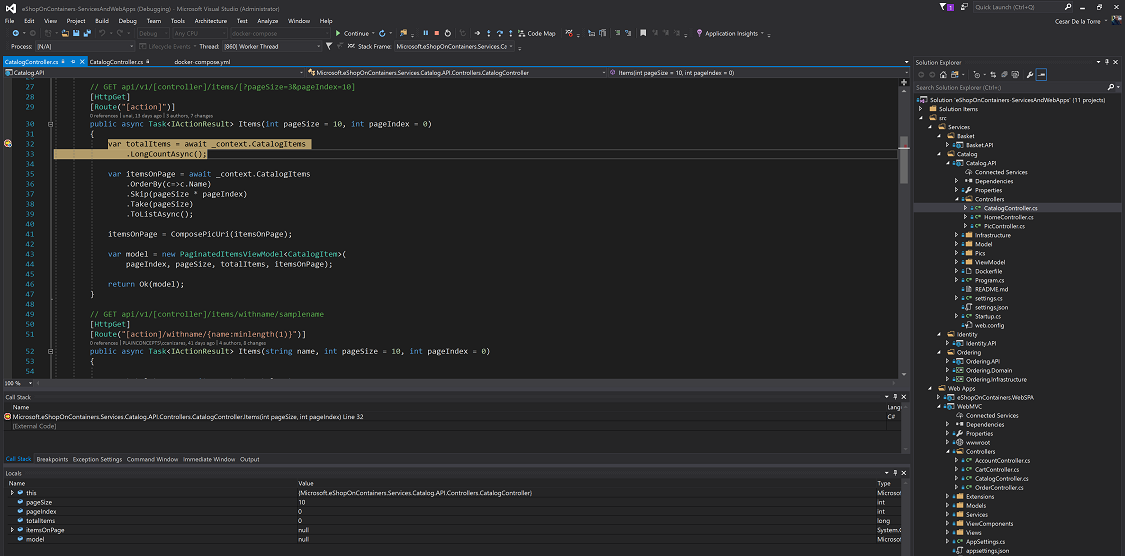 eShopOnContainers-ServicesAndWebApps (Debugging) - Microsoft Visual Studio (Administrator)
Quick Launch (Ctrl+Q)
File Edit View Project Build Debug Team Tools Architecture Test Analyze Window Help
Cesar De la Torre
Debug Any CPU docker-compose Continue Code Map Application Insights
Process: [N/A] Lifecycle Events Thread: [860] Worker Thread Stack Frame: Microsoft.eShopOnContainers.Services.Ca
CatalogController.cs CatalogController.cs docker-compose.yml
Catalog.API Microsoft.eShopOnContainers.Services.Catalog.API.Controllers.CatalogController Items(int pageSize = 10, int pageIndex = 0)
27 // GET api/v1/[controller]/items/[?pageSize=3&pageIndex=10]
28 [HttpGet]
29 [Route("[action]")]
0 references | unai, 13 days ago | 3 authors, 7 changes
30 public async Task<IActionResult> Items(int pageSize = 10, int pageIndex = 0)
31 {
32 var totalItems = await _context.CatalogItems
33 .LongCountAsync();
34
35 var itemsOnPage = await _context.CatalogItems
36 .OrderBy(c=>c.Name)
37 .Skip(pageSize * pageIndex)
38 .Take(pageSize)
39 .ToListAsync();
40
41 itemsOnPage = ComposePicUri(itemsOnPage);
42
43 var model = new PaginatedItemsViewModel<CatalogItem>(
44 pageIndex, pageSize, totalItems, itemsOnPage);
45
46 return Ok(model);
47 }
48
49 // GET api/v1/[controller]/items/withname/samplename
50 [HttpGet]
51 [Route("[action]/withname/{name:minlength(1)}")]
0 references | PLAINCONCEPTS\ccanizares, 41 days ago | 4 authors, 8 changes
52 public async Task<IActionResult> Items(string name, int pageSize = 10, int pageIndex = 0)
53 {
54
100 %
Call Stack
Name Lang
Microsoft.eShopOnContainers.Services.Catalog.API.Controllers.CatalogController.Items(int pageSize, int pageIndex) Line 32 C#
[External Code]
Call Stack Breakpoints Exception Settings Command Window Immediate Window Output
Locals
Name Value Type
this {Microsoft.eShopOnContainers.Services.Catalog.API.Controllers.CatalogController} Microso
pageSize 10 int
pageIndex 0 int
totalItems 0 long
itemsOnPage null System.C
model null Microso
Solution Explorer
Search Solution Explorer (Ctrl+;)
Solution 'eShopOnContainers-ServicesAndWebApps' (11 projects)
Solution Items
src
Services
Basket
Basket.API
Catalog
Catalog.API
Connected Services
Dependencies
Properties
Controllers
CatalogController.cs
HomeController.cs
PicController.cs
Infrastructure
Model
Pics
ViewModel
Dockerfile
Program.cs
README.md
settings.cs
settings.json
Startup.cs
web.config
Identity
Identity.API
Ordering
Ordering.API
Ordering.Domain
Ordering.Infrastructure
Web Apps
eShopOnContainers.WebSPA
WebMVC
Connected Services
Dependencies
Properties
wwwroot
Controllers
AccountController.cs
CartController.cs
CatalogController.cs
OrderController.cs
Extensions
Models
Services
ViewComponents
Views
AppSettings.cs
appsettings.json